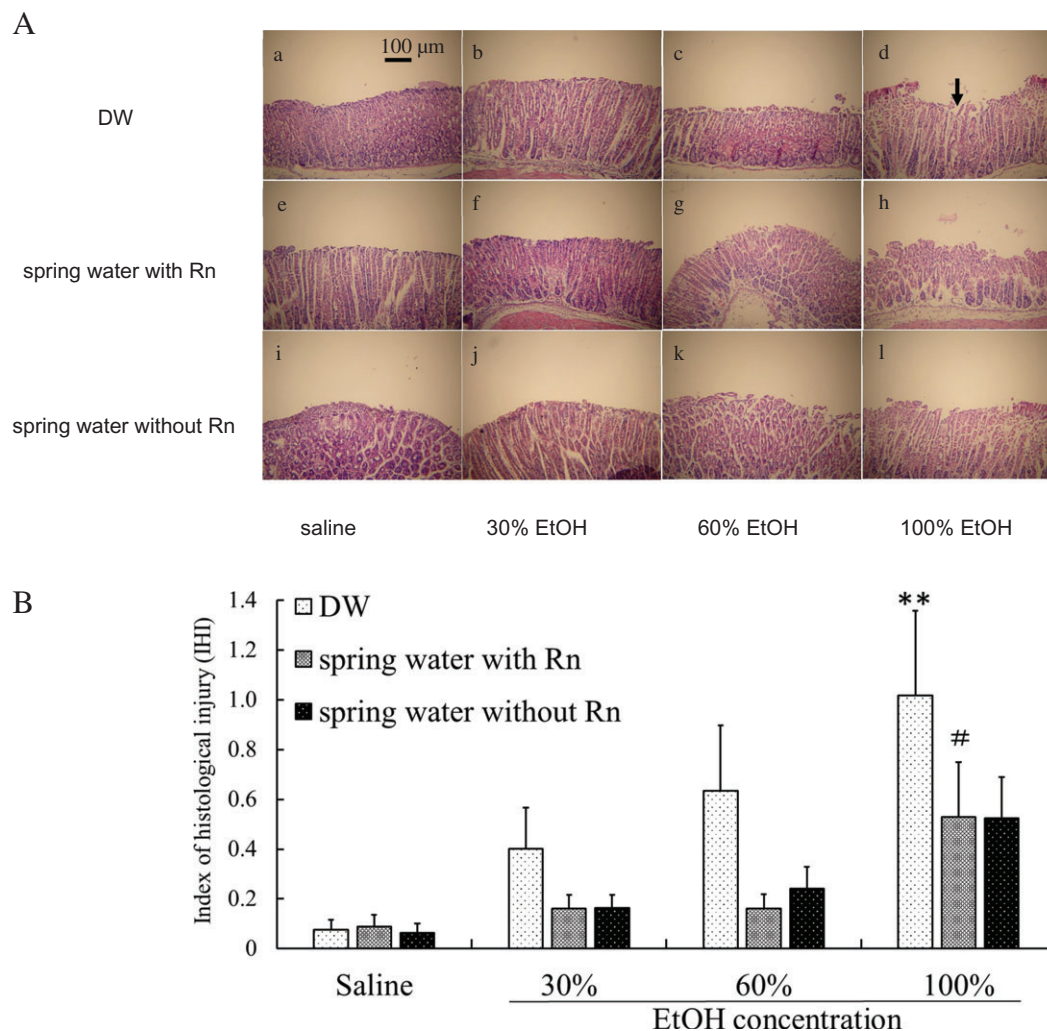 A
a
100 µm
b
c
d
DW
e
f
g
h
spring water with Rn
i
j
k
l
spring water without Rn
saline
30% EtOH
60% EtOH
100% EtOH
B
Index of histological injury (IHI)
1.4
1.2
1.0
0.8
0.6
0.4
0.2
0
DW
spring water with Rn
spring water without Rn
**
#
Saline
30%
60%
100%
EtOH concentration